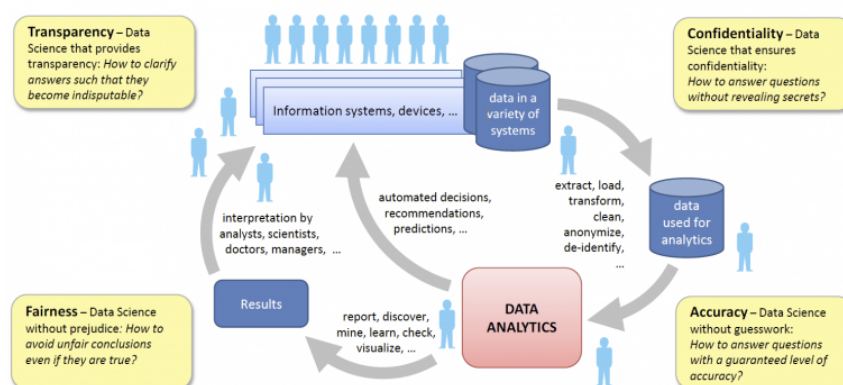 Transparency – Data
Science that provides
transparency: How to clarify
answers such that they
become indisputable?
Confidentiality – Data
Science that ensures
confidentiality:
How to answer questions
without revealing secrets?
Information systems, devices, ...
data in a
variety of
systems
extract, load,
transform,
clean,
anonymize,
de-identify,
...
data
used for
analytics
automated decisions,
recommendations,
predictions, ...
interpretation by
analysts, scientists,
doctors, managers, ...
Fairness – Data Science
without prejudice: How to
avoid unfair conclusions
even if they are true?
Results
report, discover,
mine, learn, check,
visualize, ...
DATA
ANALYTICS
Accuracy – Data Science
without guesswork:
How to answer questions
with a guaranteed level of
accuracy?